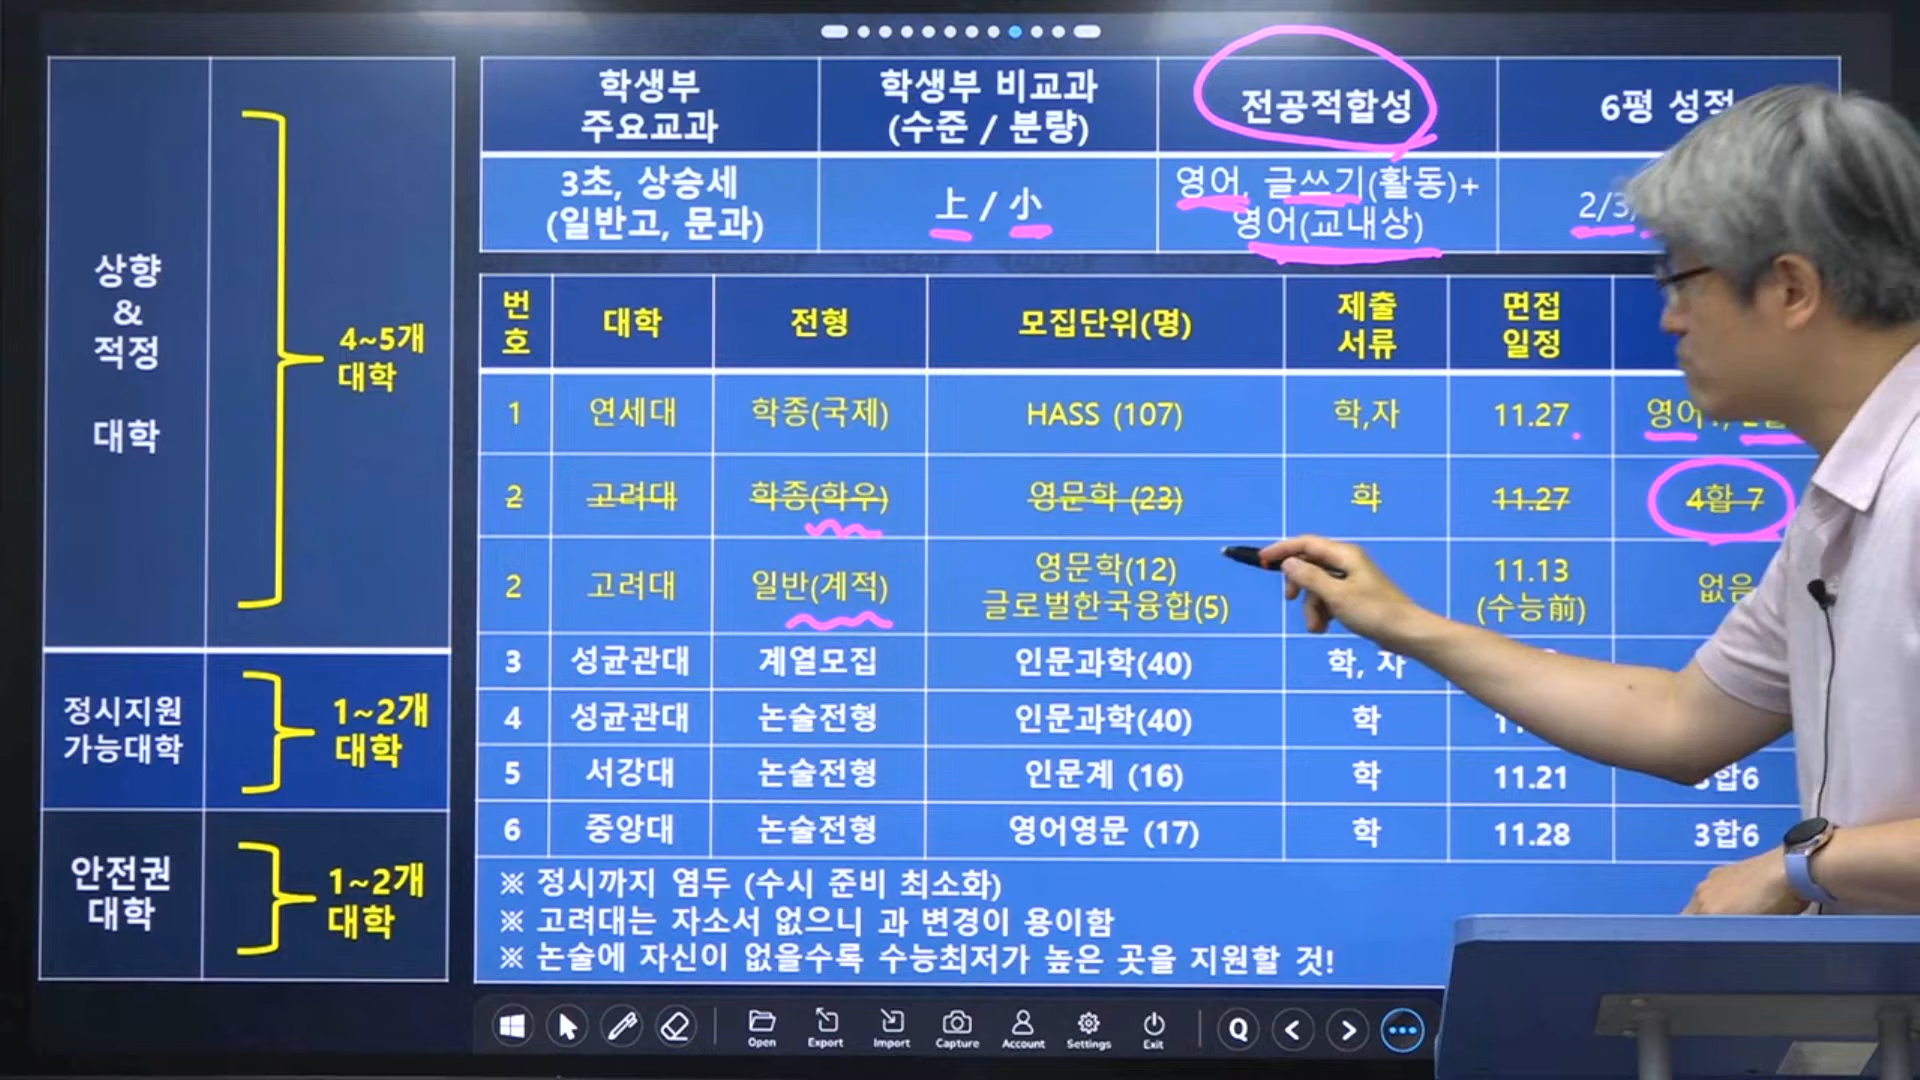 상향
&
적정
대학
4~5개
대학
정시지원
가능대학
1~2개
대학
안전권
대학
1~2개
대학
학생부
주요교과
학생부 비교과
(수준 / 분량)
전공적합성
6평 성적
3초, 상승세
(일반고, 문과)
上 / 小
영어, 글쓰기(활동)+
영어(교내상)
2/3/
번
호
대학
전형
모집단위(명)
제출
서류
면접
일정
1
연세대
학종(국제)
HASS (107)
학,자
11.27
영어
2
고려대
학종(학우)
영문학 (23)
학
11.27
4합 7
2
고려대
일반(계적)
영문학(12)
글로벌한국융합(5)
11.13
(수능前)
없음
3
성균관대
계열모집
인문과학(40)
학, 자
4
성균관대
논술전형
인문과학(40)
학
5
서강대
논술전형
인문계 (16)
학
11.21
3합6
6
중앙대
논술전형
영어영문 (17)
학
11.28
3합6
※ 정시까지 염두 (수시 준비 최소화)
※ 고려대는 자소서 없으니 과 변경이 용이함
※ 논술에 자신이 없을수록 수능최저가 높은 곳을 지원할 것!
Open
Export
Import
Capture
Account
Settings
Exit